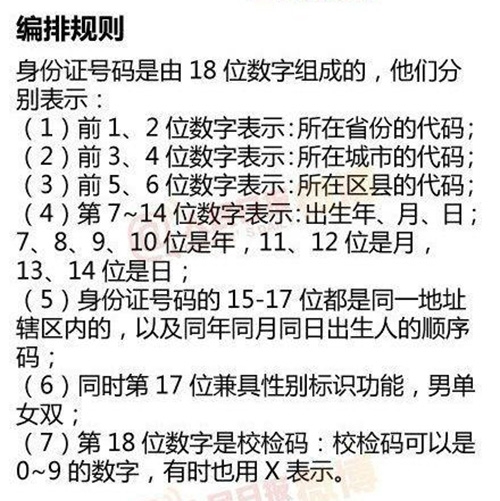 编排规则
身份证号码是由 18 位数字组成的，他们分
别表示：
（1）前 1、2 位数字表示:所在省份的代码；
（2）前 3、4 位数字表示:所在城市的代码；
（3）前 5、6 位数字表示:所在区县的代码；
（4）第 7~14 位数字表示:出生年、月、日；
7、8、9、10 位是年，11、12 位是月，
13、14 位是日；
（5）身份证号码的 15-17 位都是同一地址
辖区内的，以及同年同月同日出生人的顺序
码；
（6）同时第 17 位兼具性别标识功能，男单
女双；
（7）第 18 位数字是校检码：校检码可以是
0~9 的数字，有时也用 X 表示。